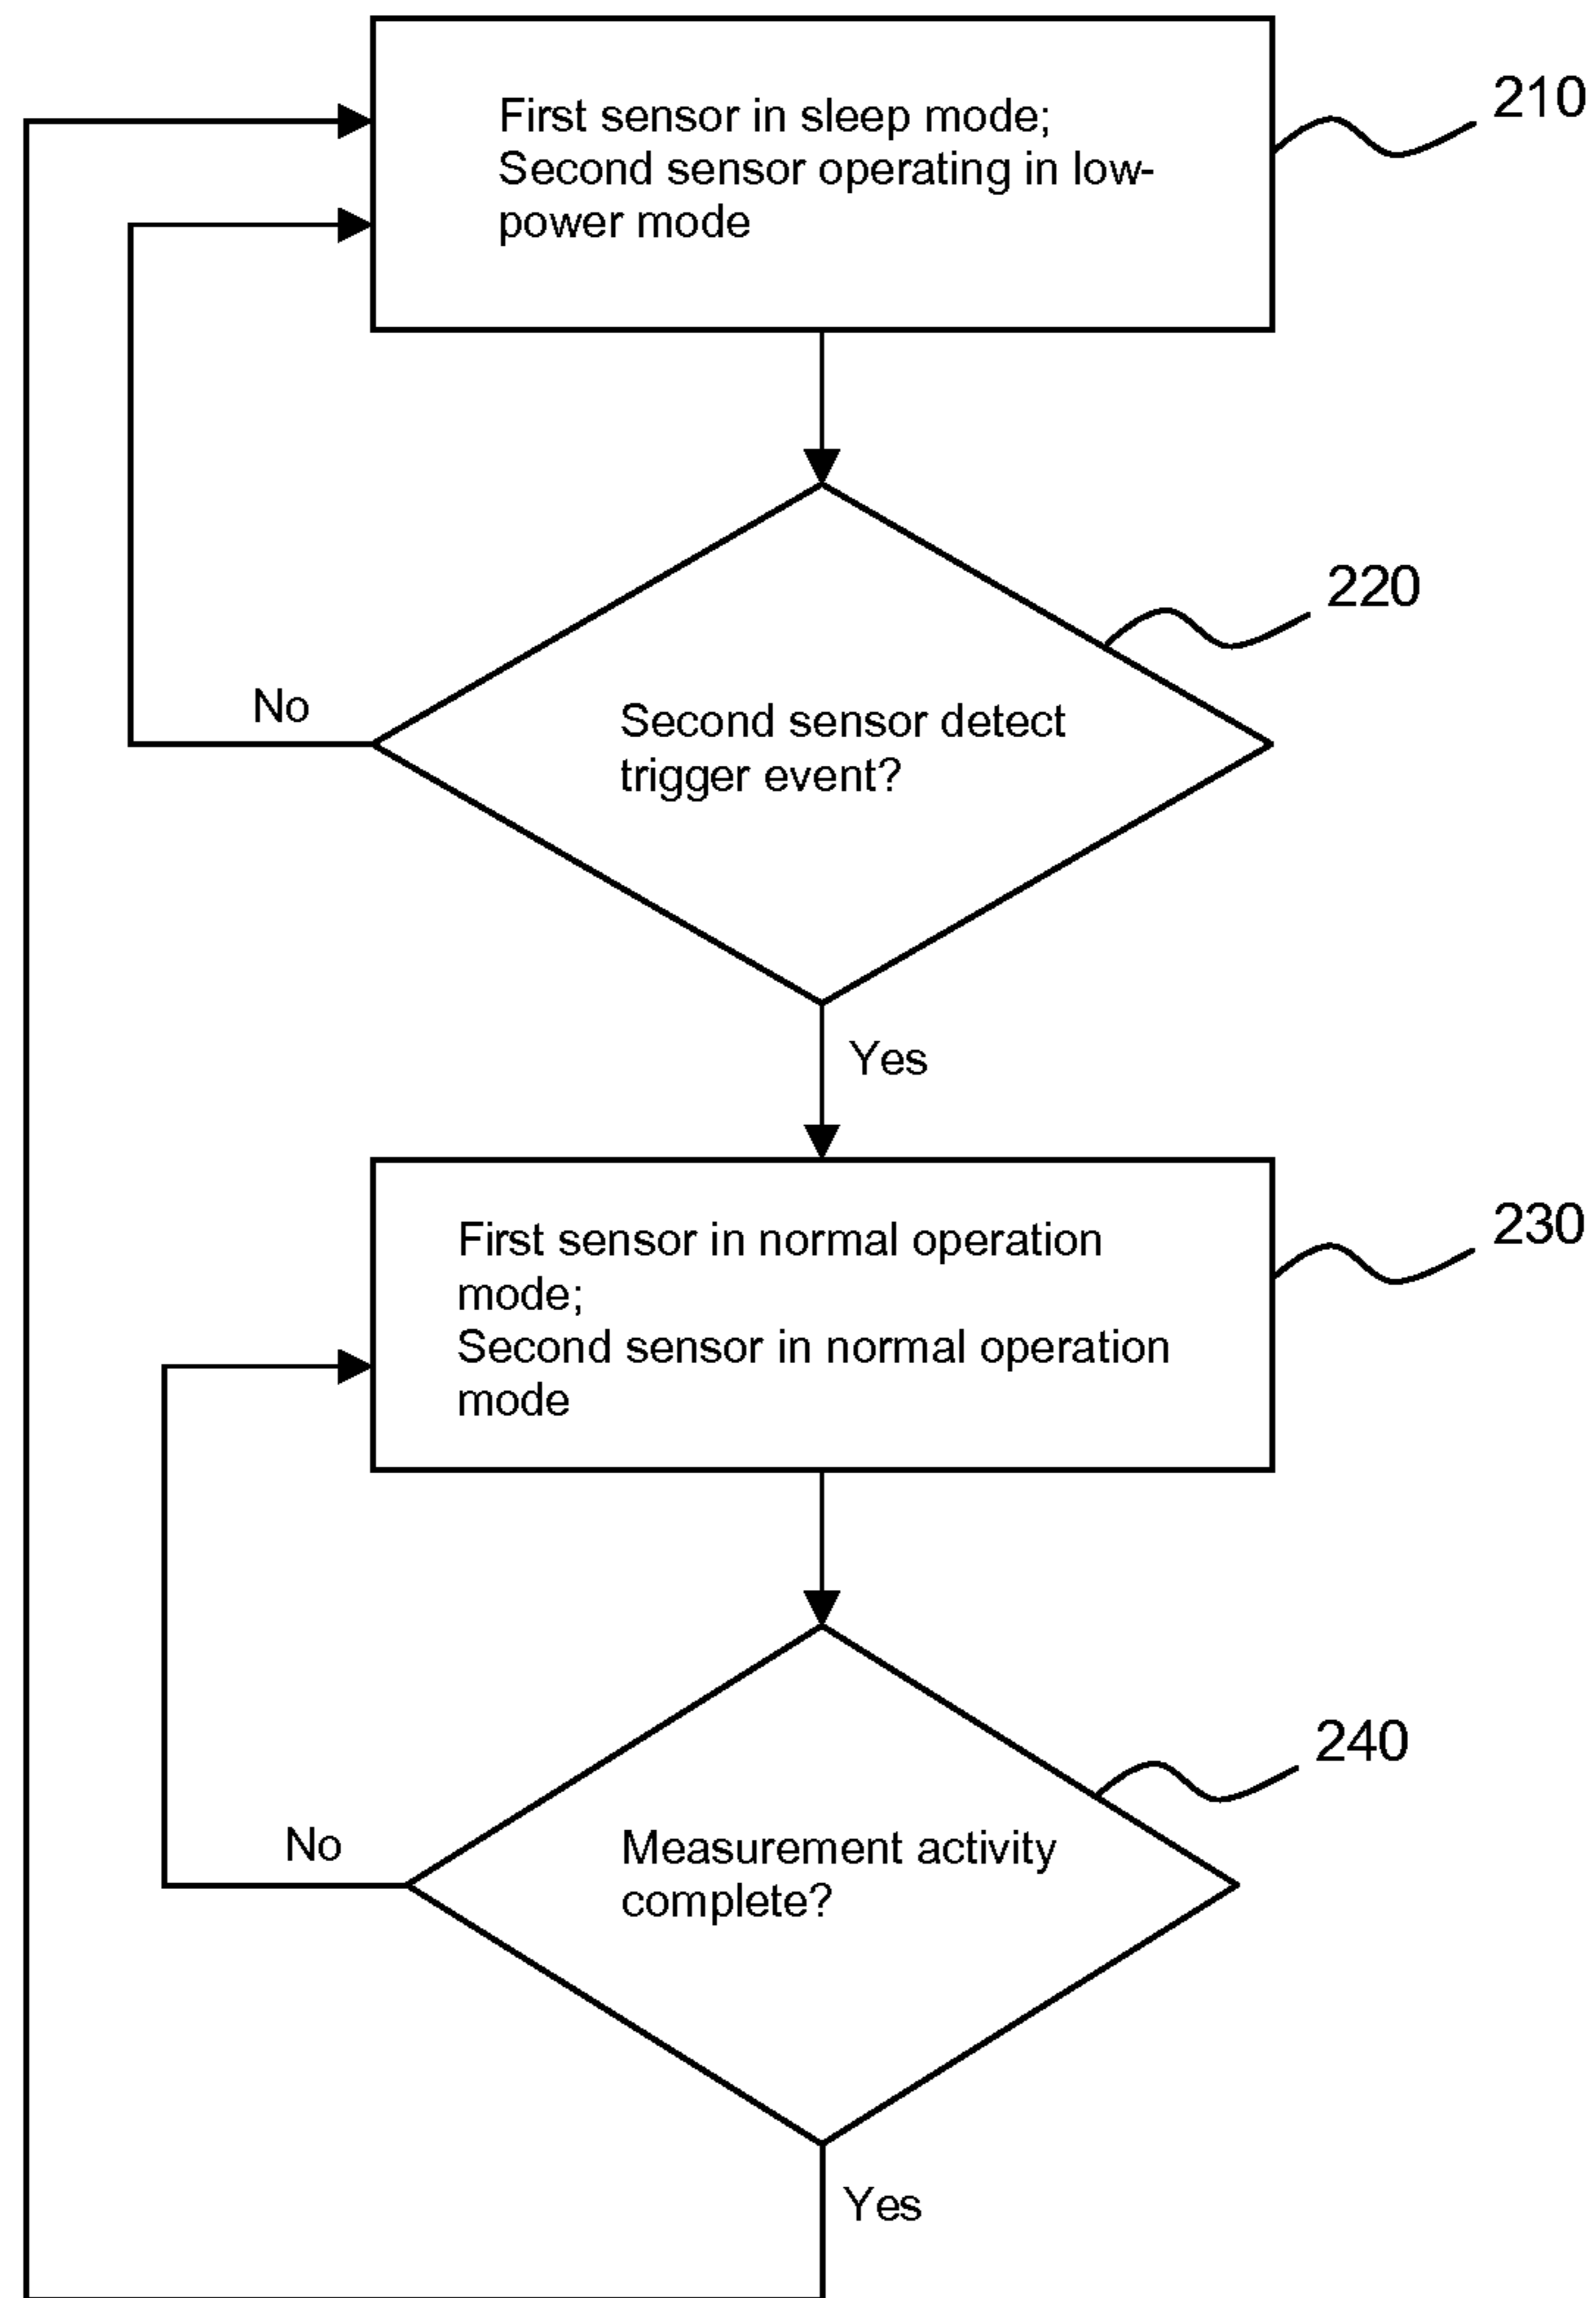 First sensor in sleep mode;
Second sensor operating in low-
power mode
210
220
Second sensor detect
trigger event?
No
Yes
First sensor in normal operation
mode;
Second sensor in normal operation
mode
230
240
Measurement activity
complete?
No
Yes